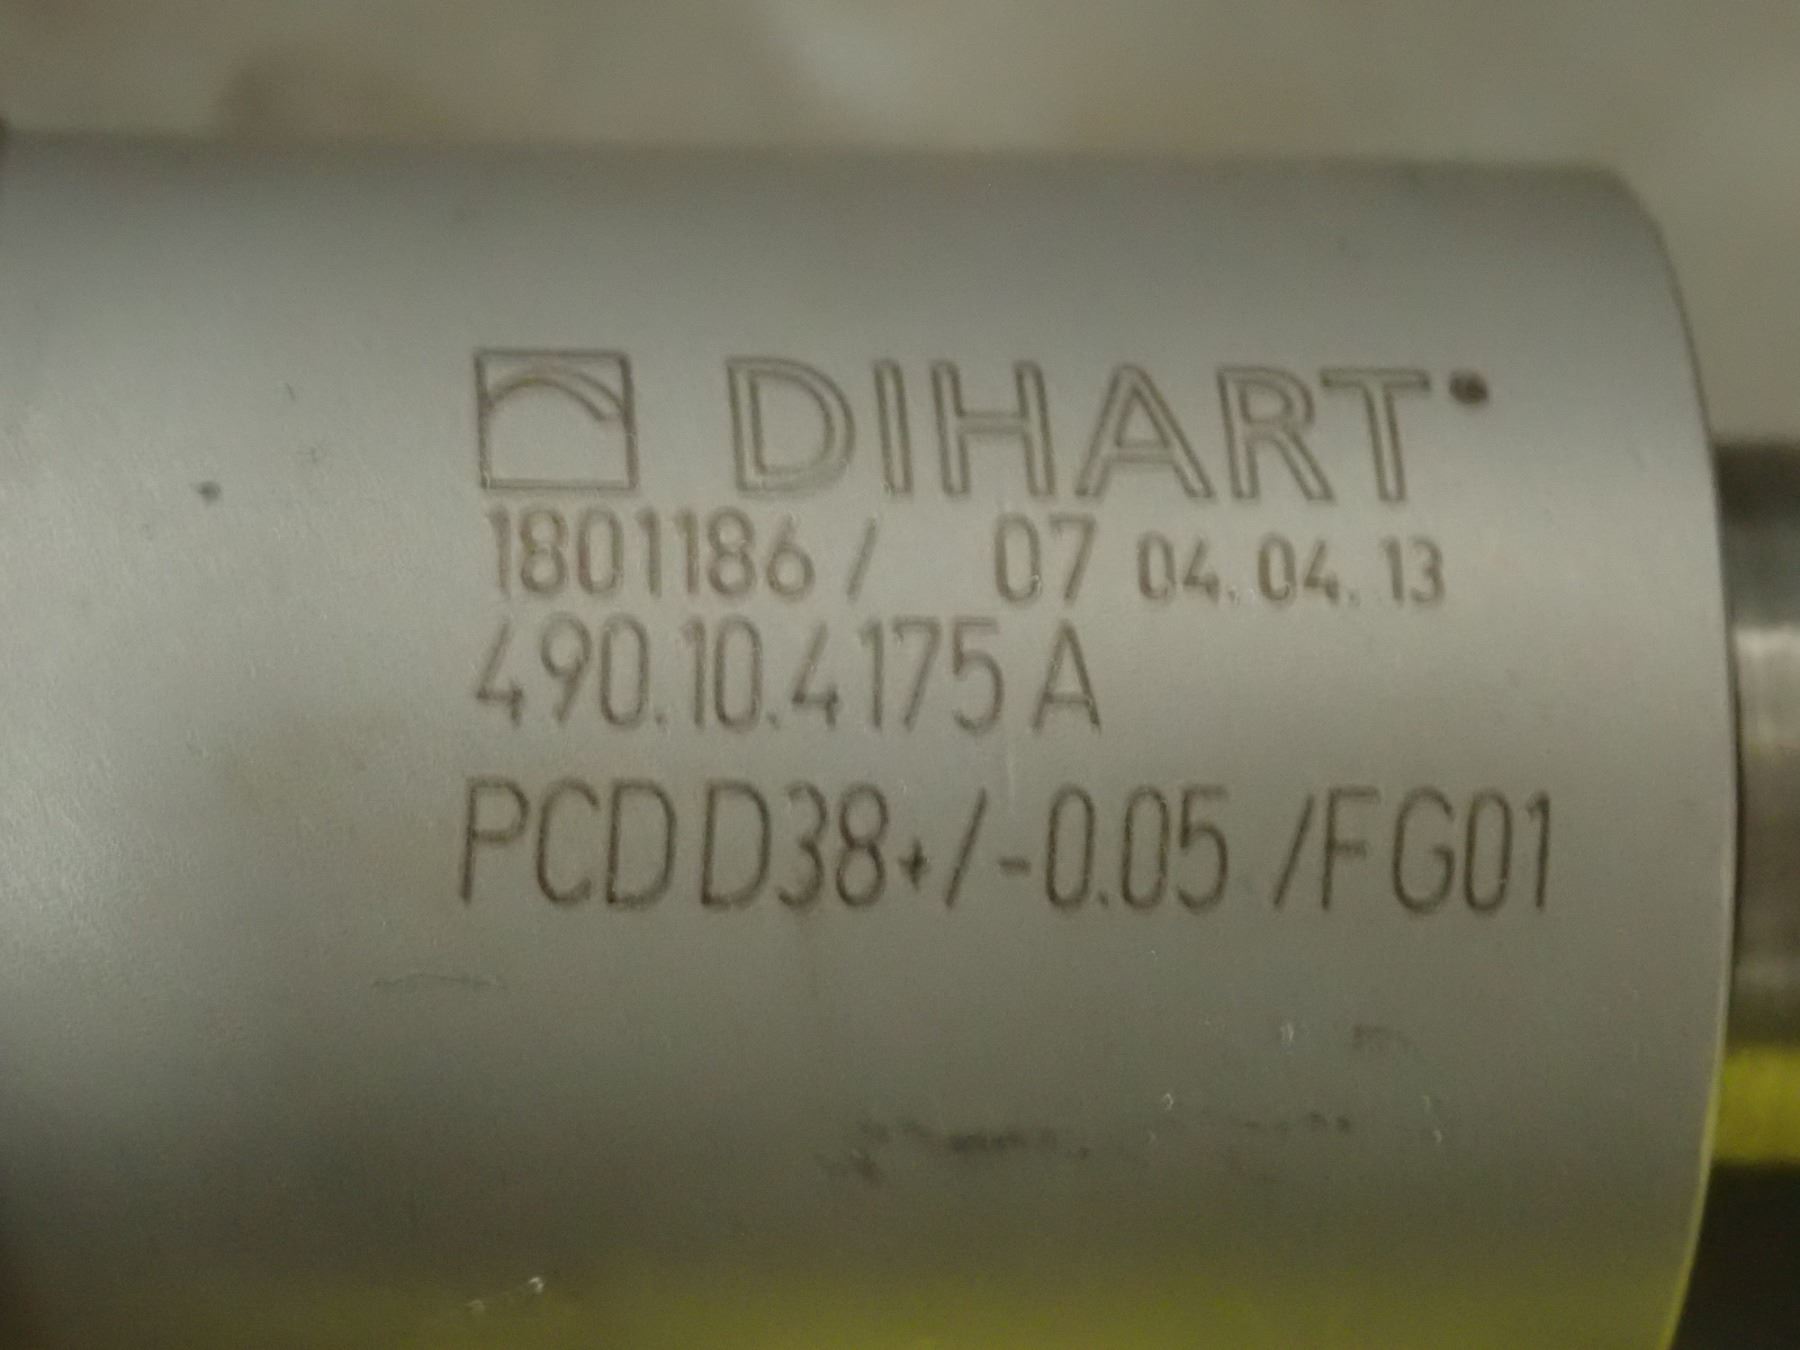 DIHART
1801186 / 07 04.04.13
490.10.4175 A
PCD D38+/-0.05 /FG01